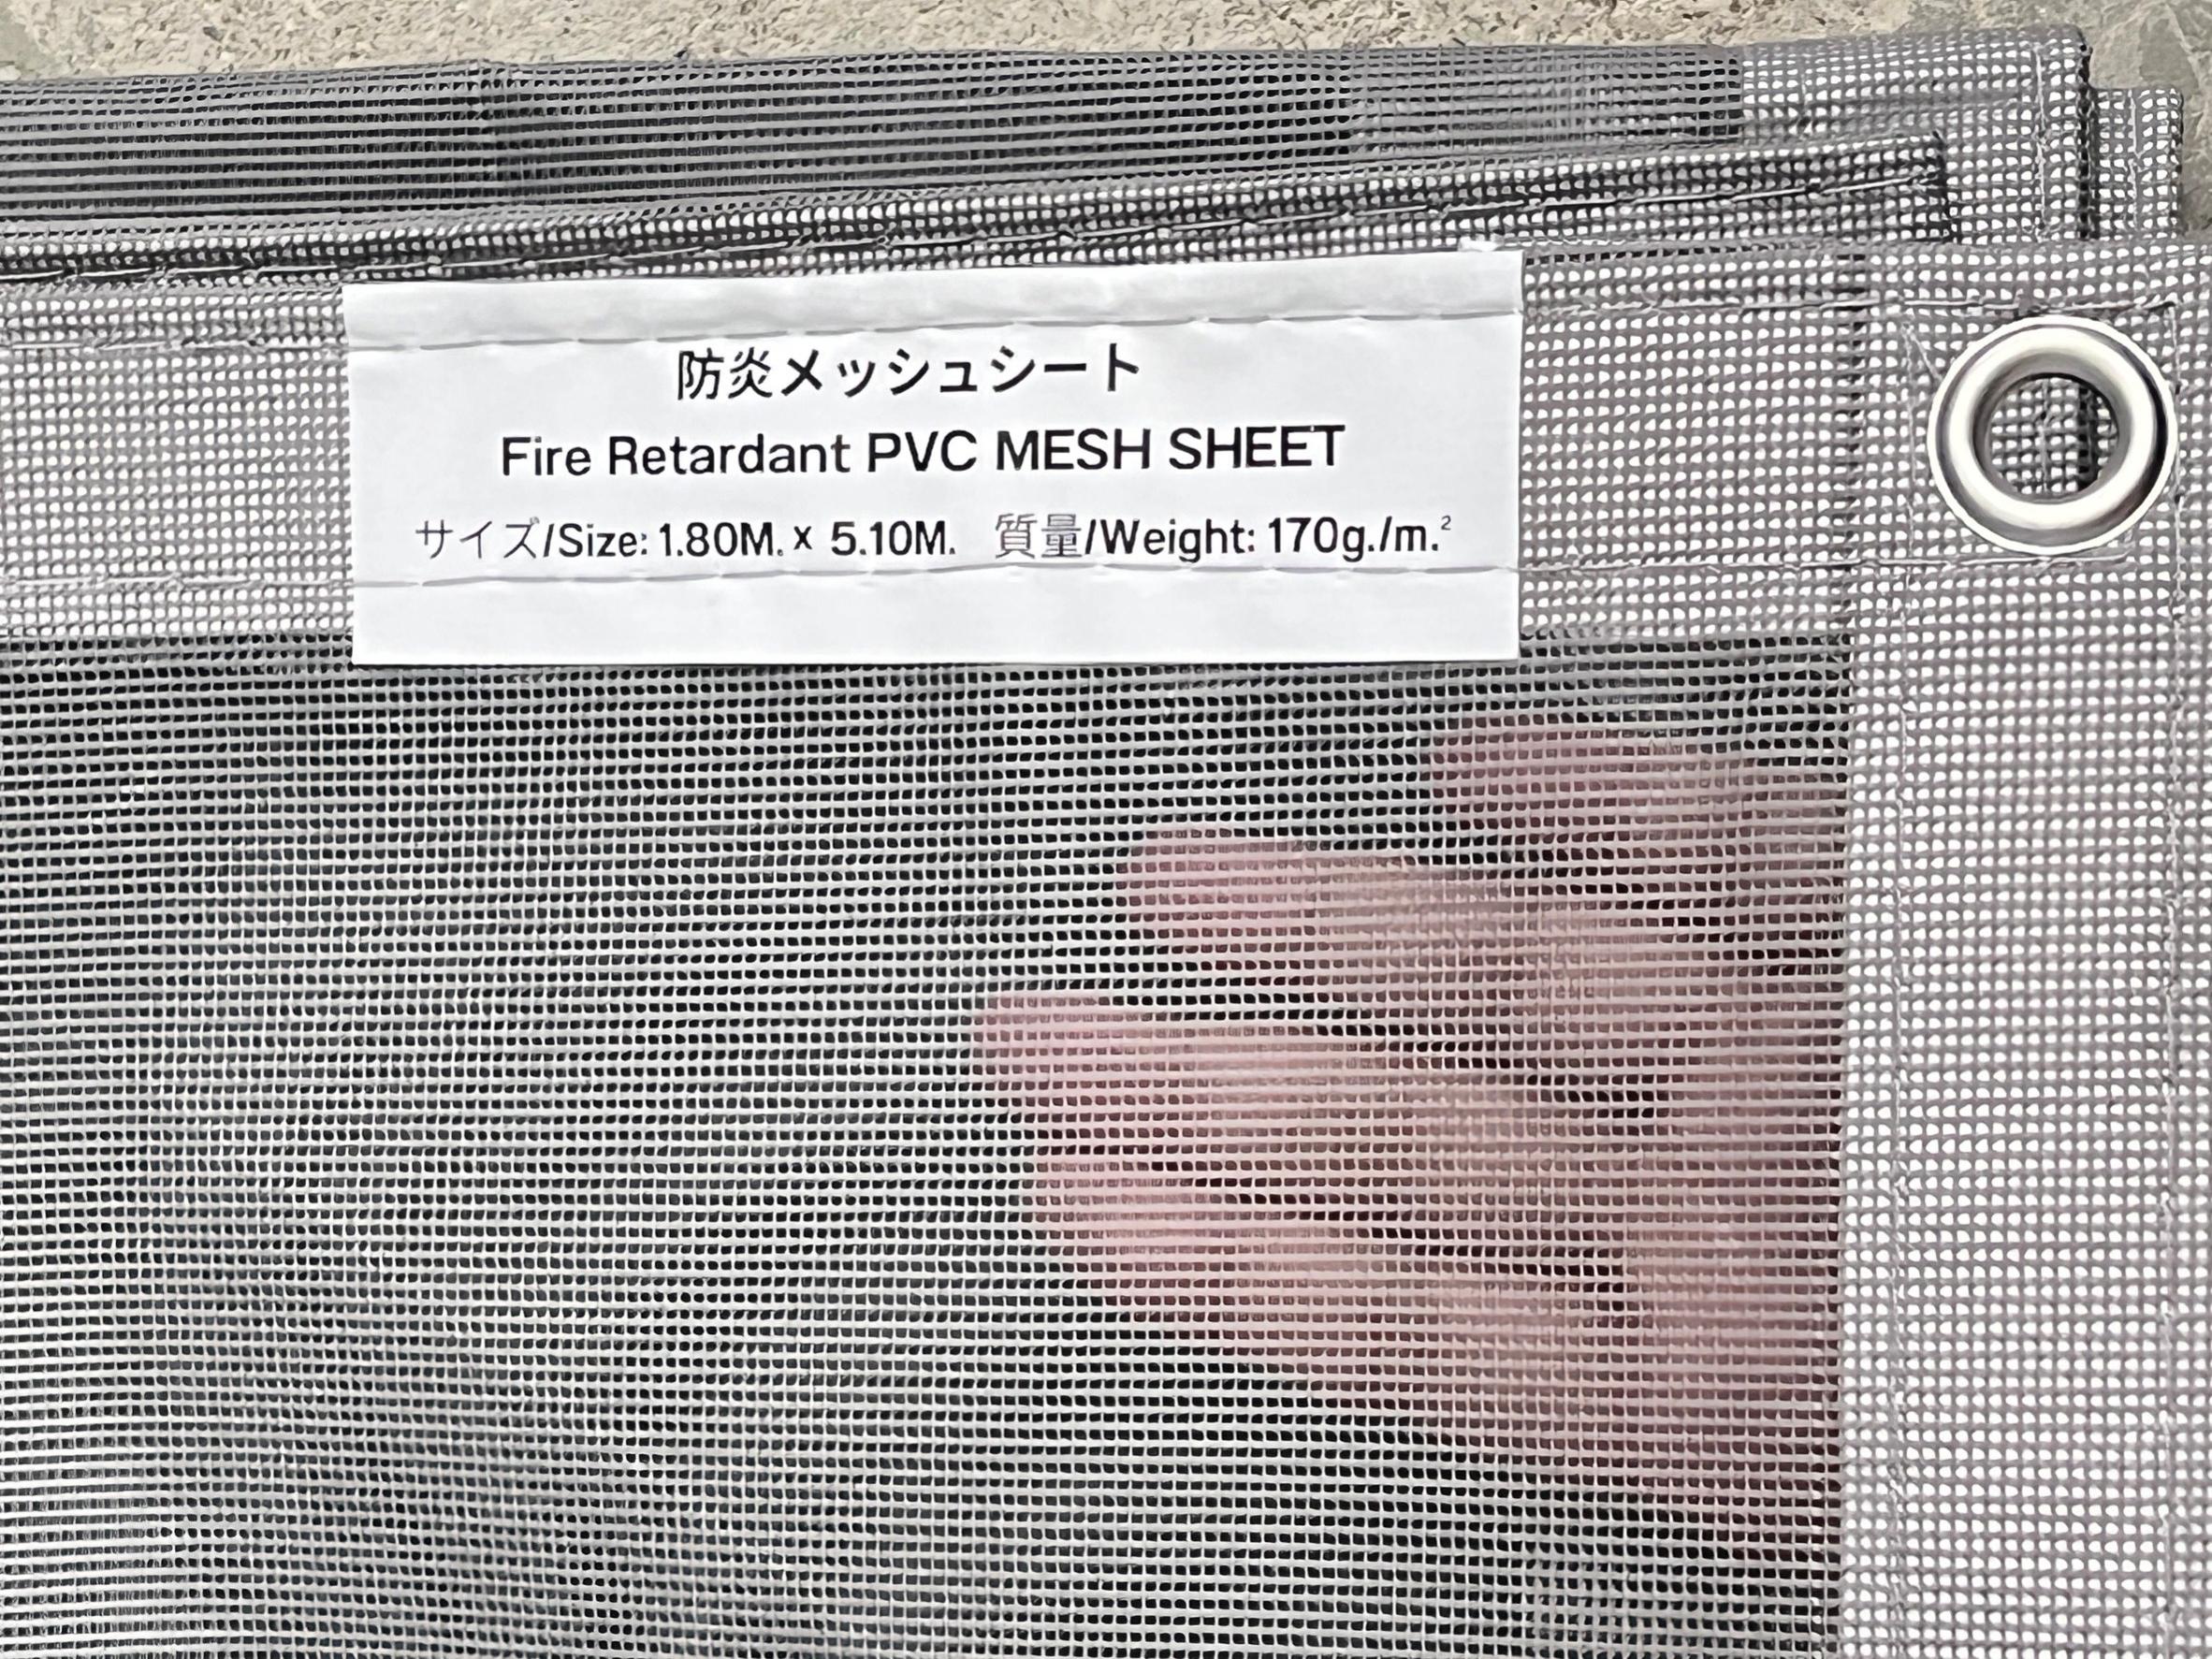 防炎メッシュシート
Fire Retardant PVC MESH SHEET
サイズ/Size: 1.80M. × 5.10M. 質量/Weight: 170g./m.²